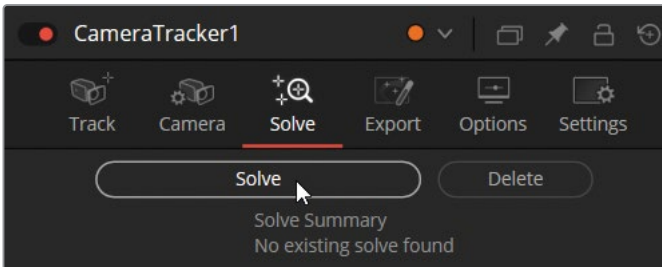 CameraTracker1
Track Camera Solve Export Options Settings
Solve Delete
Solve Summary
No existing solve found